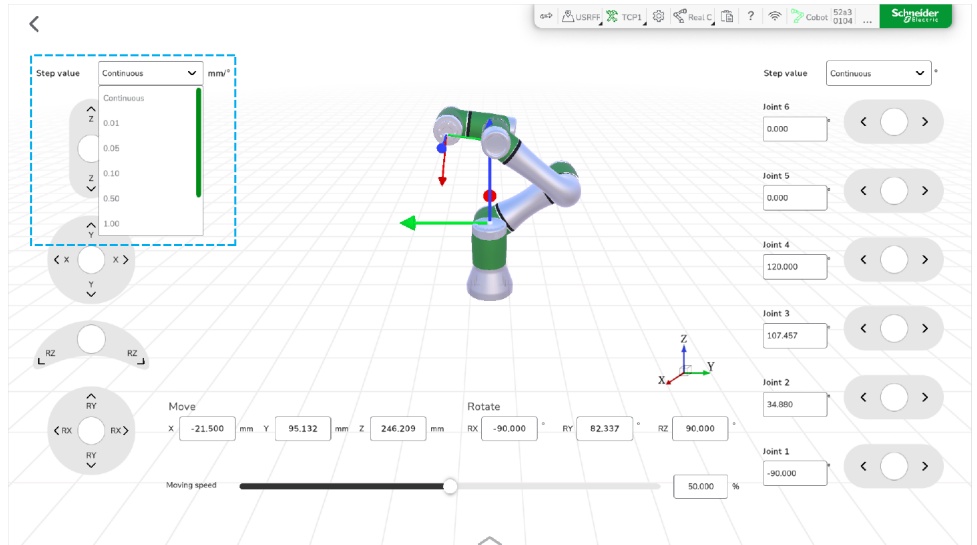 USRFF TCP1 Real C ? Cobot 52a3 0104 ... Schneider Electric
Step value Continuous mm/°
Continuous
0.01
0.05
0.10
0.50
1.00
Z
Z
Y
X X
Y
RZ RZ
RY
RX RX
RY
Z
Y
X
Step value Continuous °
Joint 6
0.000 °
Joint 5
0.000 °
Joint 4
120.000 °
Joint 3
107.457 °
Joint 2
34.880 °
Joint 1
-90.000 °
Move
X -21.500 mm Y 95.132 mm Z 246.209 mm
Rotate
RX -90.000 ° RY 82.337 ° RZ 90.000 °
Moving speed 50.000 %